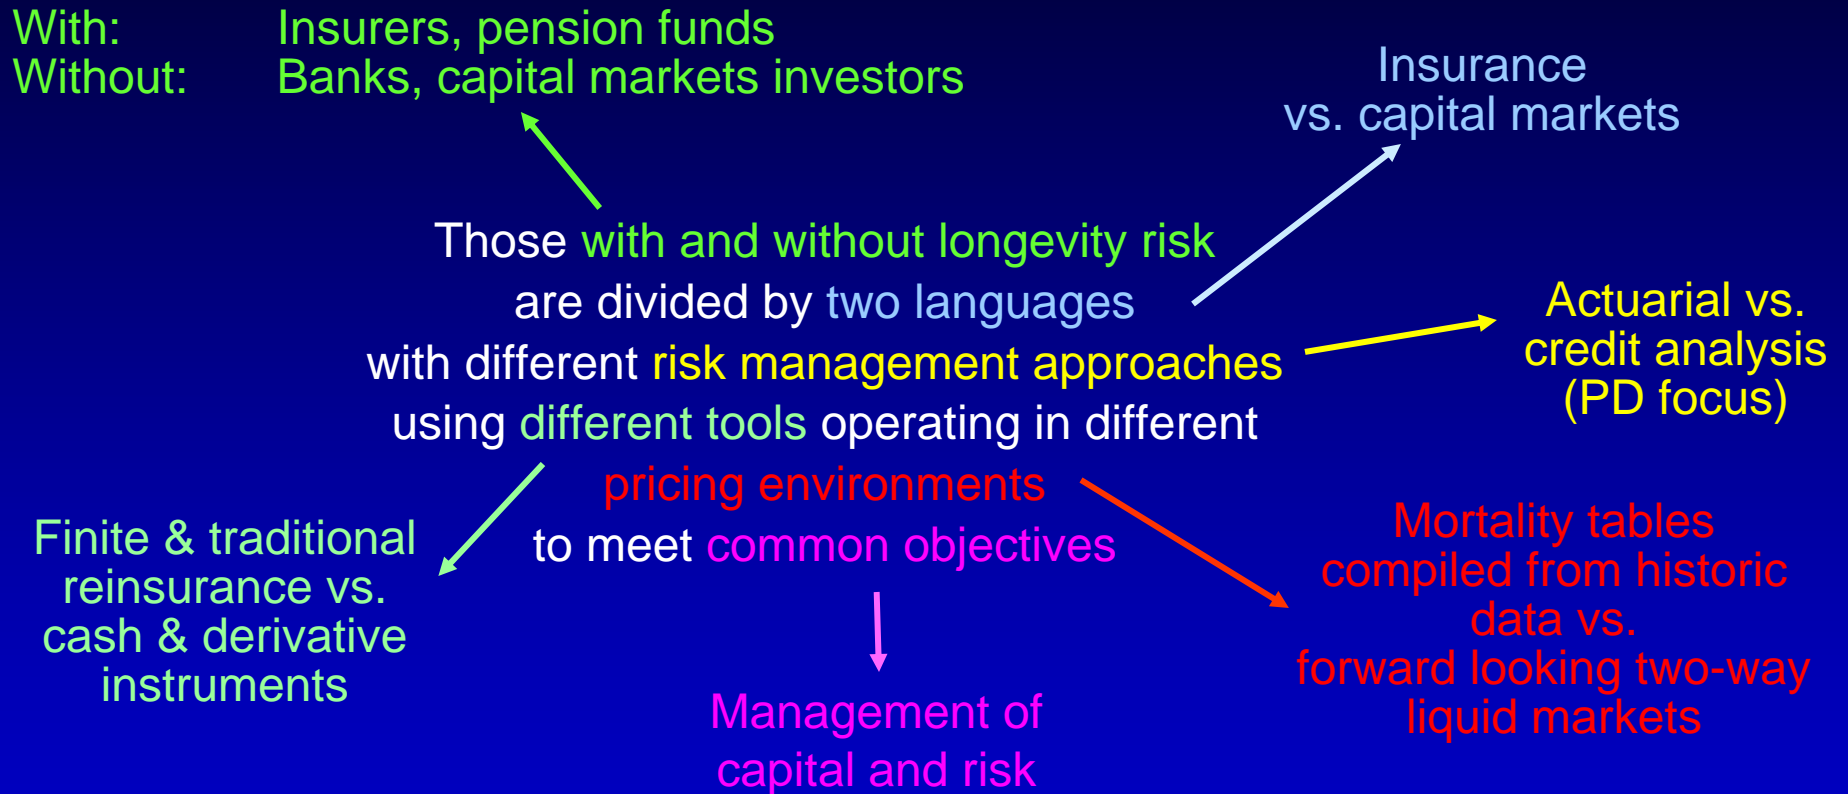 With: Insurers, pension funds
Without: Banks, capital markets investors
Insurance
vs. capital markets
Those with and without longevity risk
are divided by two languages
with different risk management approaches
using different tools operating in different
pricing environments
to meet common objectives
Actuarial vs.
credit analysis
(PD focus)
Finite & traditional
reinsurance vs.
cash & derivative
instruments
Mortality tables
compiled from historic
data vs.
forward looking two-way
liquid markets
Management of
capital and risk